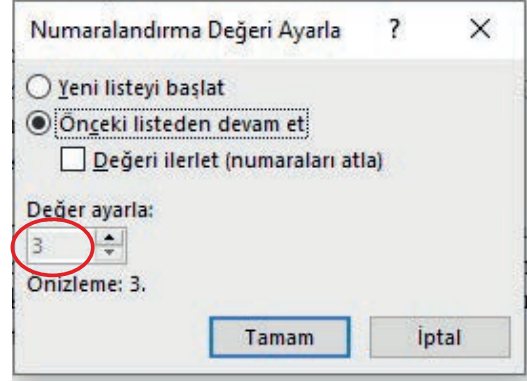 Numaralandırma Değeri Ayarla ?
Yeni listeyi başlat
Önceki listeden devam et
Değeri ilerlet (numaraları atla)
Değer ayarla:
3
Önizleme: 3.
Tamam İptal